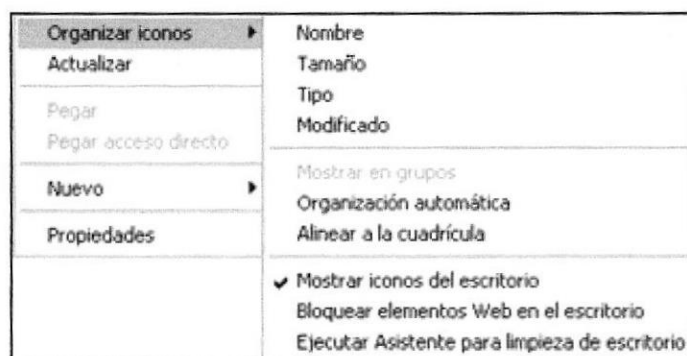 Organizar iconos
Actualizar
Pegar
Pegar acceso directo
Nuevo
Propiedades
Nombre
Tamaño
Tipo
Modificado
Mostrar en grupos
Organización automática
Alinear a la cuadrícula
Mostrar iconos del escritorio
Bloquear elementos Web en el escritorio
Ejecutar Asistente para limpieza de escritorio